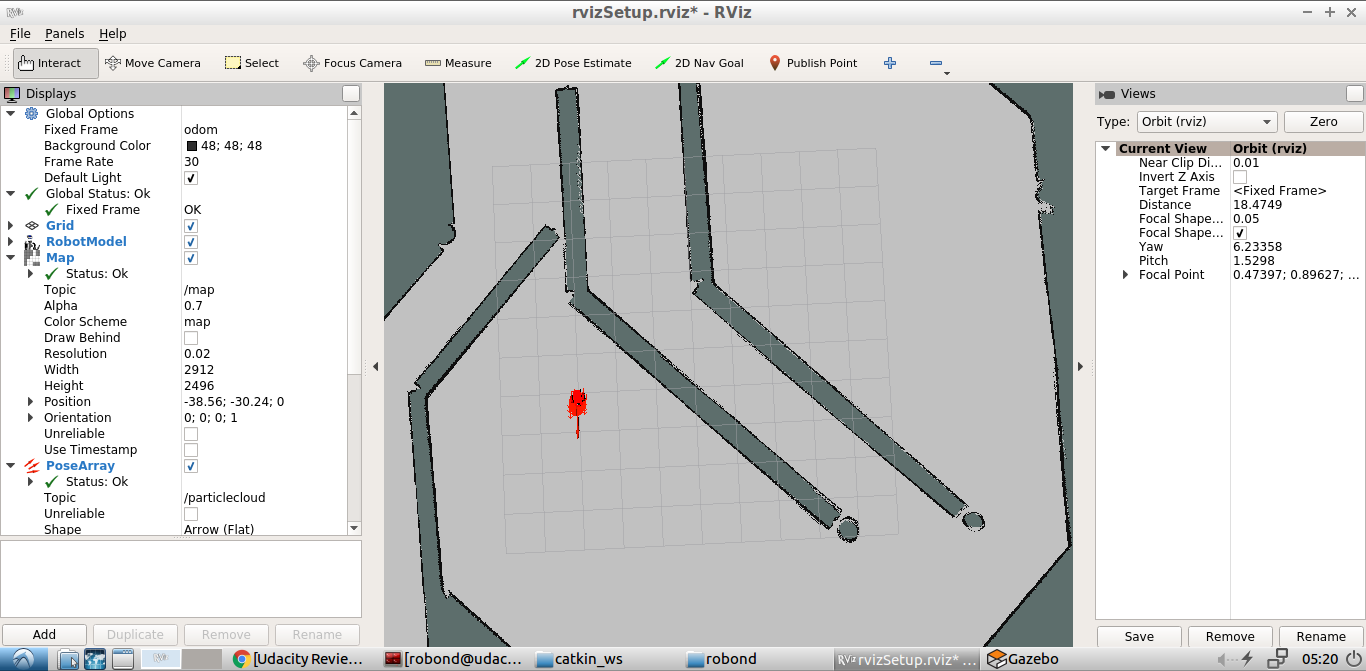 RViz rvizSetup.rviz* - RViz
File Panels Help
Interact Move Camera Select Focus Camera Measure 2D Pose Estimate 2D Nav Goal Publish Point
Displays
Global Options
Fixed Frame odom
Background Color 48; 48; 48
Frame Rate 30
Default Light
Global Status: Ok
Fixed Frame OK
Grid
RobotModel
Map
Status: Ok
Topic /map
Alpha 0.7
Color Scheme map
Draw Behind
Resolution 0.02
Width 2912
Height 2496
Position -38.56; -30.24; 0
Orientation 0; 0; 0; 1
Unreliable
Use Timestamp
PoseArray
Status: Ok
Topic /particlecloud
Unreliable
Shape Arrow (Flat)
Add Duplicate Remove Rename
Views
Type: Orbit (rviz) Zero
Current View Orbit (rviz)
Near Clip Di... 0.01
Invert Z Axis
Target Frame <Fixed Frame>
Distance 18.4749
Focal Shape... 0.05
Focal Shape...
Yaw 6.23358
Pitch 1.5298
Focal Point 0.47397; 0.89627; ...
Save Remove Rename
RViz [Udacity Revie... [robond@udac... catkin_ws robond RViz rvizSetup.rviz* ... Gazebo 05:20